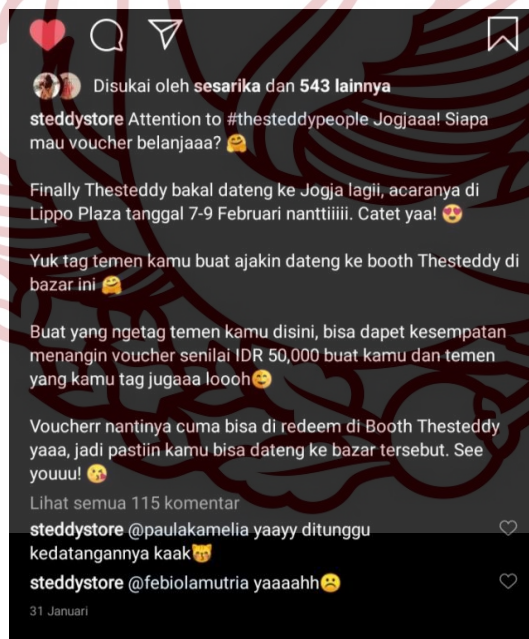 Disukai oleh sesarika dan 543 lainnya
steddystore Attention to #thesteddypeople Jogjaaa! Siapa
mau voucher belanjaaa? 🤗
Finally Thesteddy bakal dateng ke Jogja lagii, acaranya di
Lippo Plaza tanggal 7-9 Februari nanttiiiii. Catet yaa! 😍
Yuk tag temen kamu buat ajakin dateng ke booth Thesteddy di
bazar ini 🤗
Buat yang ngetag temen kamu disini, bisa dapet kesempatan
menangin voucher senilai IDR 50,000 buat kamu dan temen
yang kamu tag jugaaa loooh😊
Voucherr nantinya cuma bisa di redeem di Booth Thesteddy
yaaa, jadi pastiin kamu bisa dateng ke bazar tersebut. See
youuu! 😘
Lihat semua 115 komentar
steddystore @paulakamelia yaayy ditunggu
kedatangannya kaak😽
steddystore @febiolamutria yaaaahh☹️
31 Januari